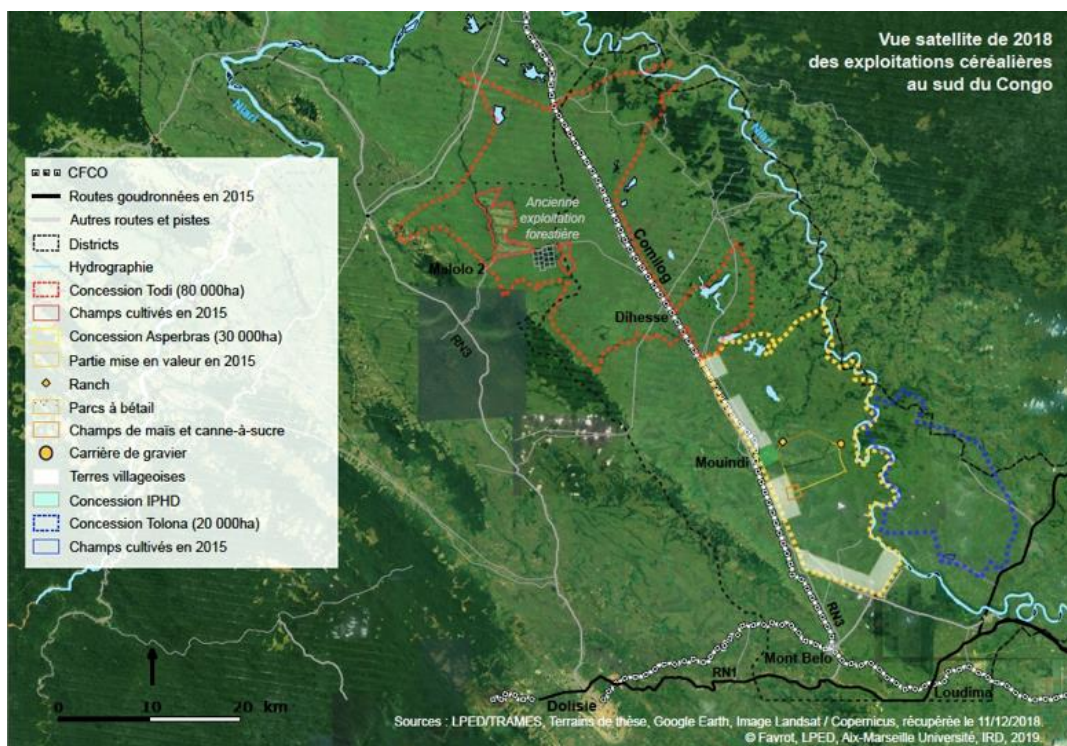 Vue satellite de 2018
des exploitations céréalières
au sud du Congo
Niari
Niari
CFCO
Routes goudronnées en 2015
Autres routes et pistes
Districts
Hydrographie
Concession Todi (80 000ha)
Champs cultivés en 2015
Concession Asperbras (30 000ha)
Partie mise en valeur en 2015
Ranch
Parcs à bétail
Champs de maïs et canne-à-sucre
Carrière de gravier
Terres villageoises
Concession IPHD
Concession Tolona (20 000ha)
Champs cultivés en 2015
Ancienne
exploitation
forestière
Comilog
Malolo 2
Dihesse
RN3
Mouindi
RN3
Mont Belo
RN1
Loudima
Dolisie
0 10 20 km
Sources : LPED/TRAMES, Terrains de thèse, Google Earth, Image Landsat / Copernicus, récupérée le 11/12/2018.
© Favrot, LPED, Aix-Marseille Université, IRD, 2019.